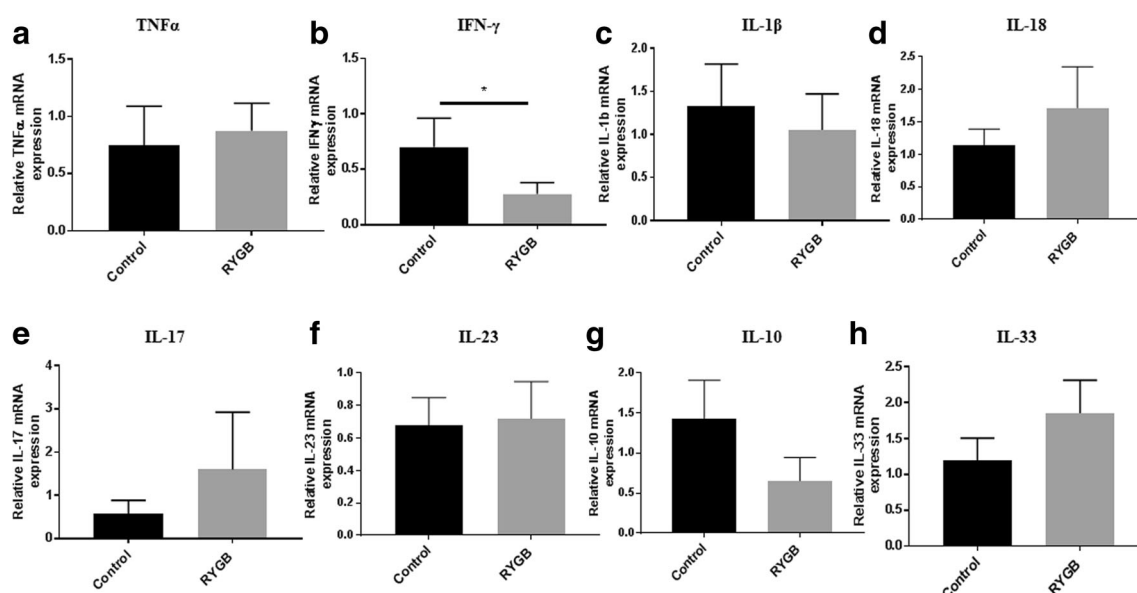 a
TNFα
Relative TNFα mRNA
expression
1.5
1.0
0.5
0.0
Control
RYGB
b
IFN-γ
Relative IFNγ mRNA
expression
1.5
1.0
0.5
0.0
*
Control
RYGB
c
IL-1β
Relative IL-1b mRNA
expression
2.0
1.5
1.0
0.5
0.0
Control
RYGB
d
IL-18
Relative IL-18 mRNA
expression
2.5
2.0
1.5
1.0
0.5
0.0
Control
RYGB
e
IL-17
Relative IL-17 mRNA
expression
4
3
2
1
0
Control
RYGB
f
IL-23
Relative IL-23 mRNA
expression
1.0
0.8
0.6
0.4
0.2
0.0
Control
RYGB
g
IL-10
Relative IL-10 mRNA
expression
2.0
1.5
1.0
0.5
0.0
Control
RYGB
h
IL-33
Relative IL-33 mRNA
expression
2.5
2.0
1.5
1.0
0.5
0.0
Control
RYGB